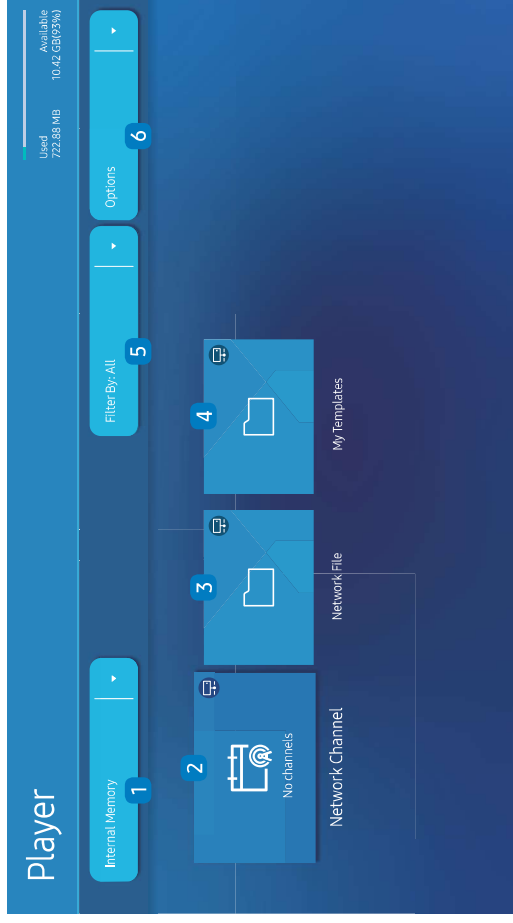 Player
Used
722.88 MB
Available
10.42 GB(93%)
Internal Memory
1
Filter By: All
5
Options
6
2
No channels
Network Channel
3
Network File
4
My Templates